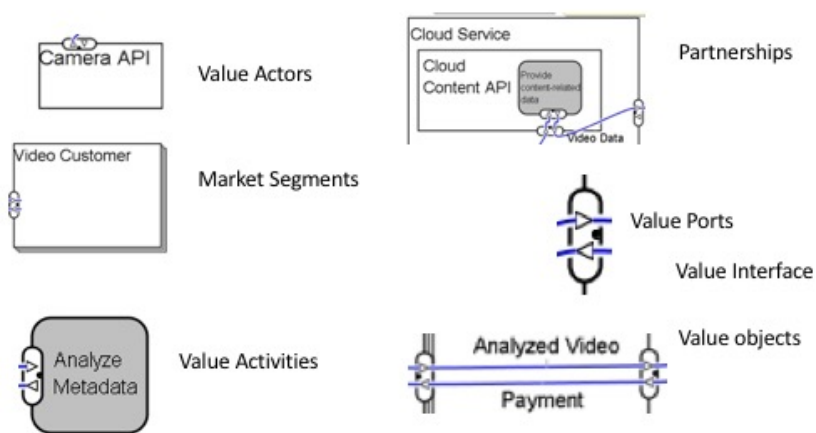 Camera API
Value Actors
Video Customer
Market Segments
Analyze
Metadata
Value Activities
Cloud Service
Cloud
Content API
Provide
content-related
data
Video Data
Partnerships
Value Ports
Value Interface
Analyzed Video
Payment
Value objects